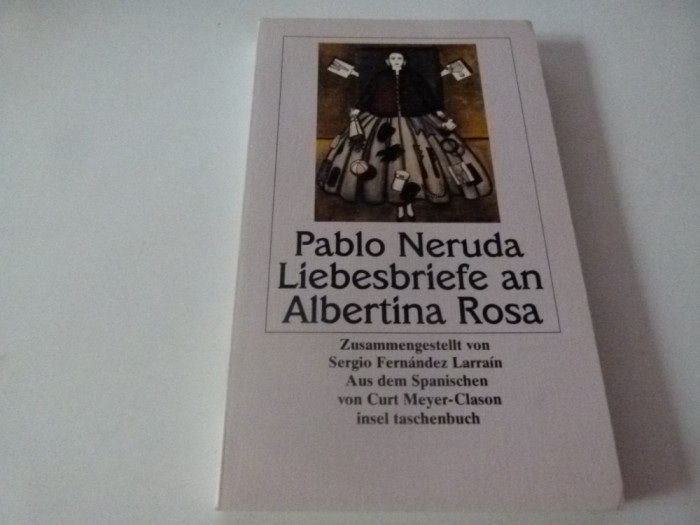 Pablo Neruda
Liebesbriefe an
Albertina Rosa
Zusammengestellt von
Sergio Fernández Larraín
Aus dem Spanischen
von Curt Meyer-Clason
insel taschenbuch